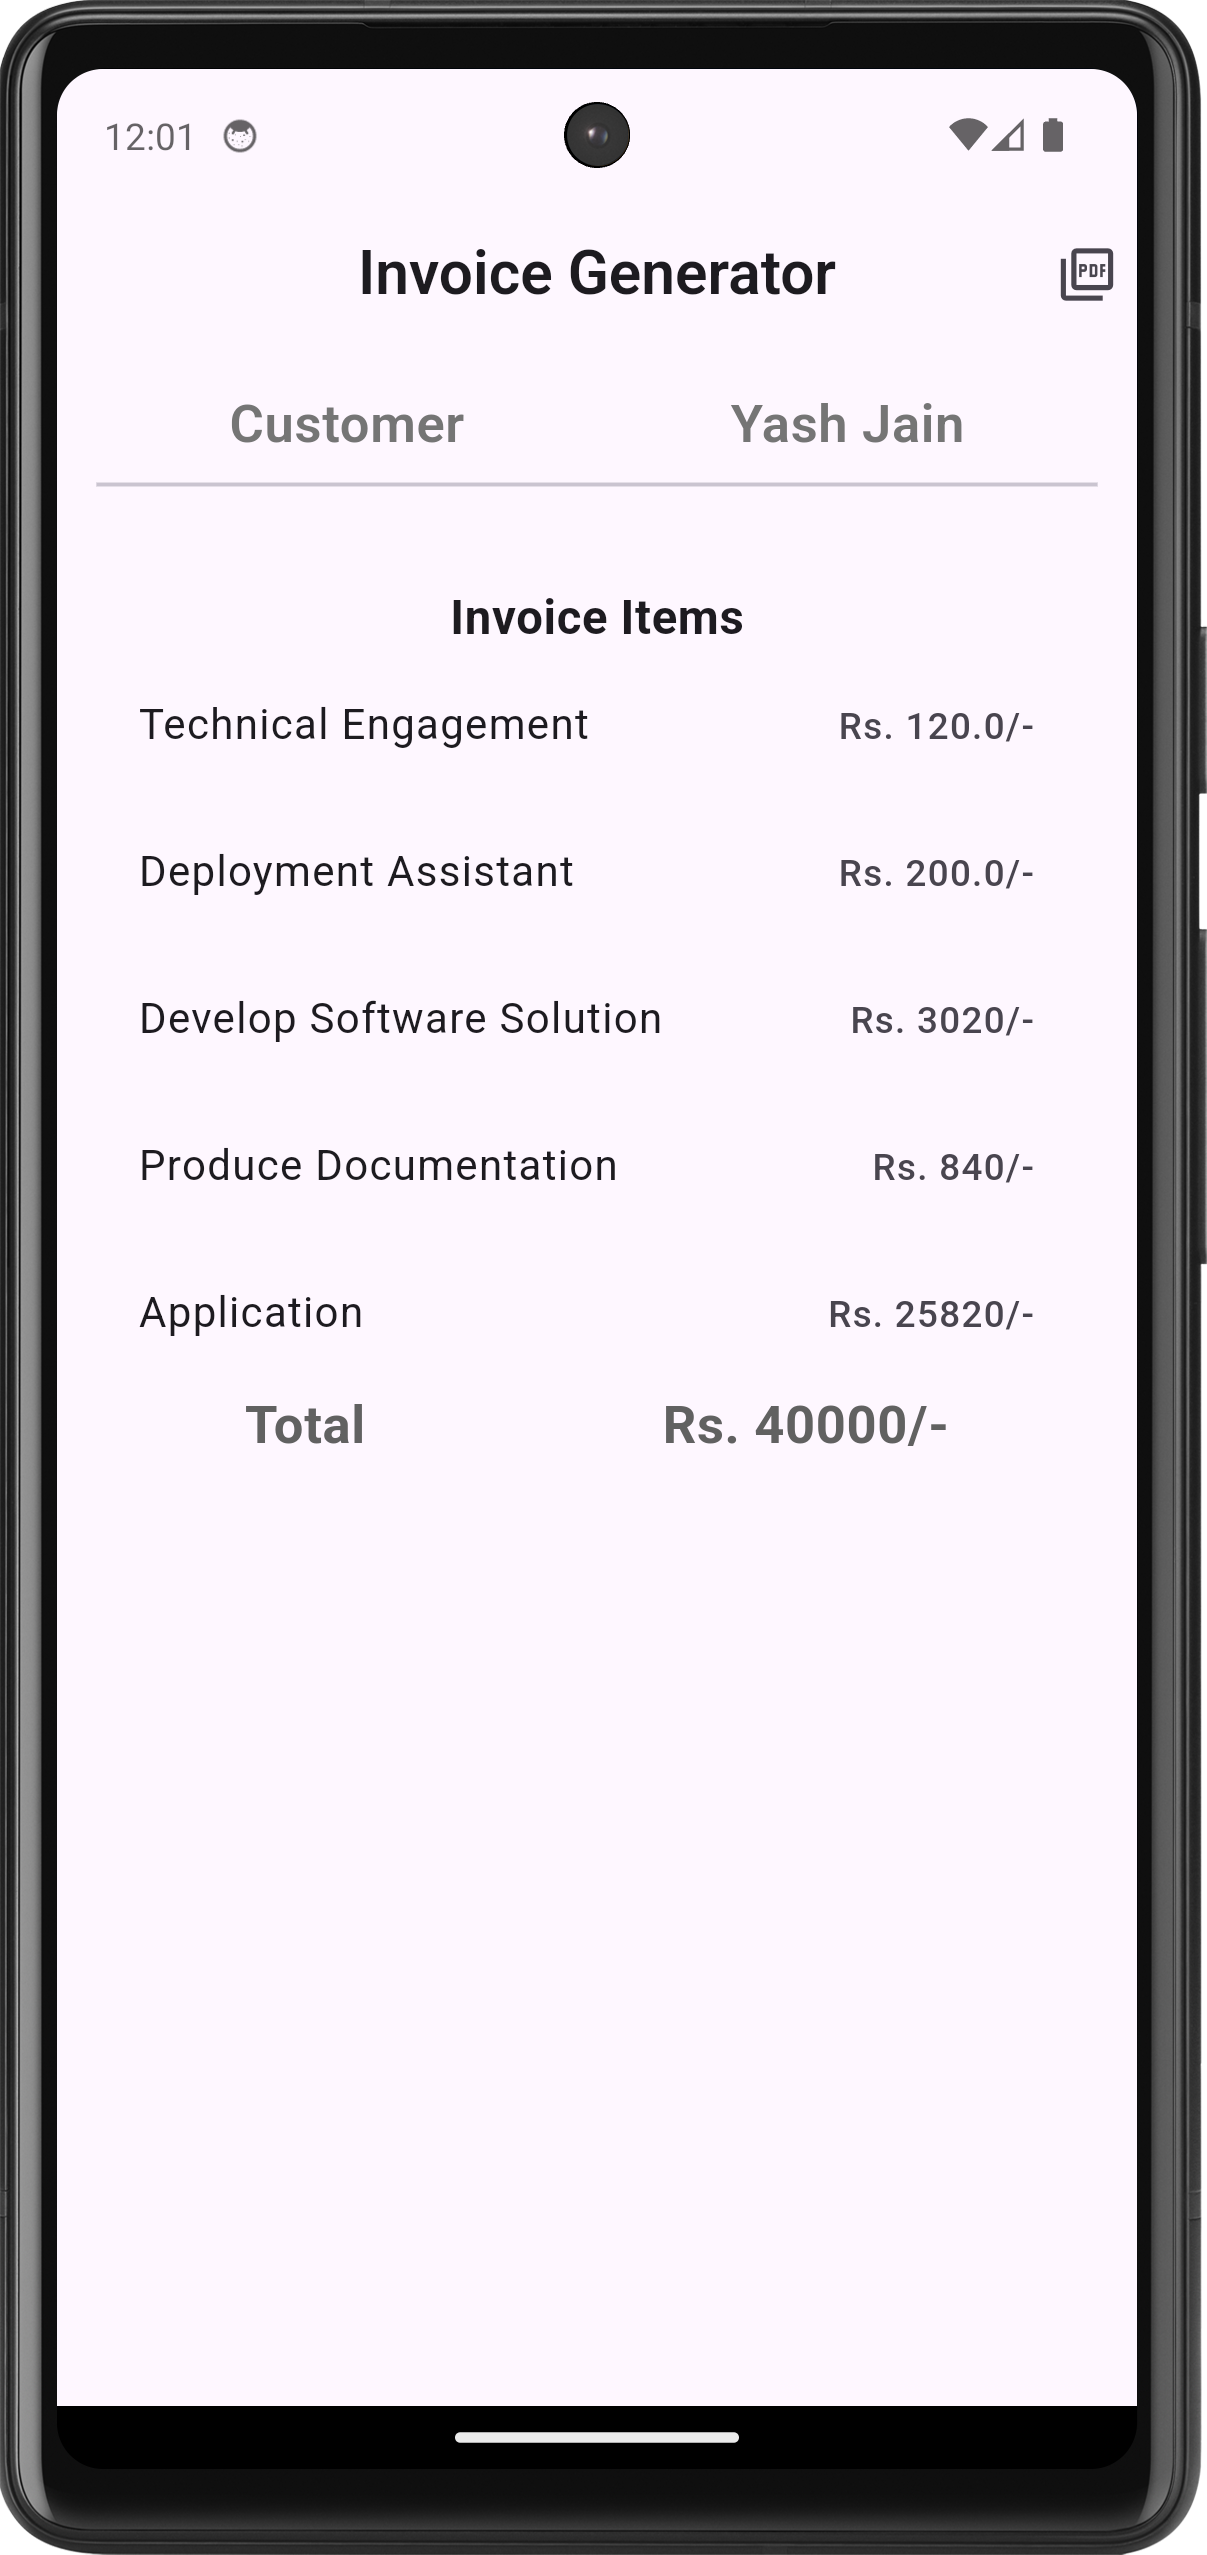 12:01
Invoice Generator
PDF
Customer Yash Jain
Invoice Items
Technical Engagement Rs. 120.0/-
Deployment Assistant Rs. 200.0/-
Develop Software Solution Rs. 3020/-
Produce Documentation Rs. 840/-
Application Rs. 25820/-
Total Rs. 40000/-